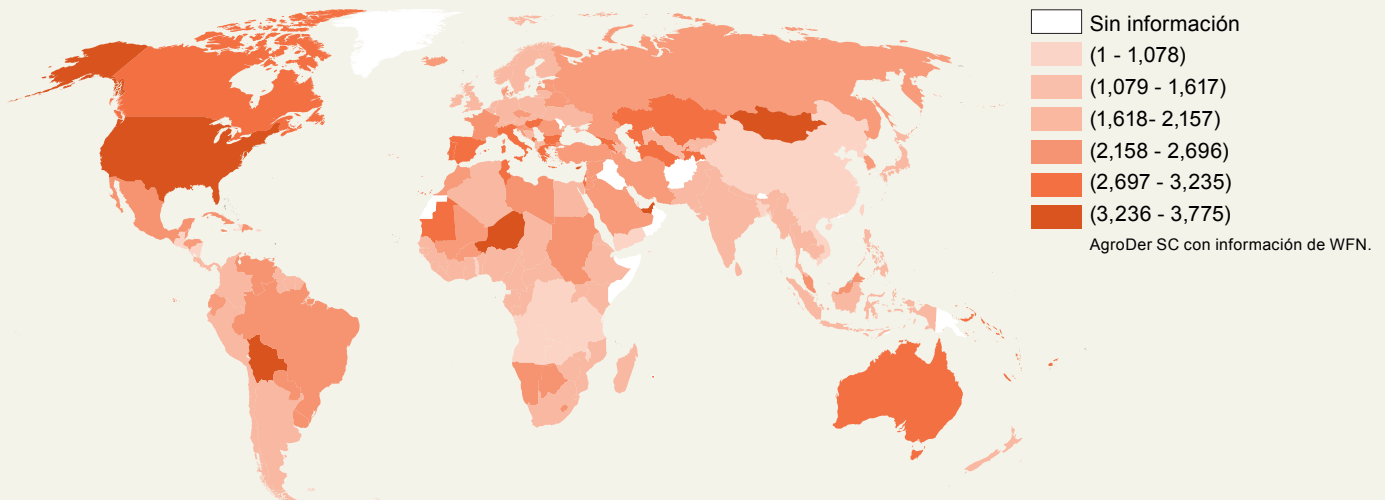 Sin información
(1 - 1,078)
(1,079 - 1,617)
(1,618- 2,157)
(2,158 - 2,696)
(2,697 - 3,235)
(3,236 - 3,775)
AgroDer SC con información de WFN.